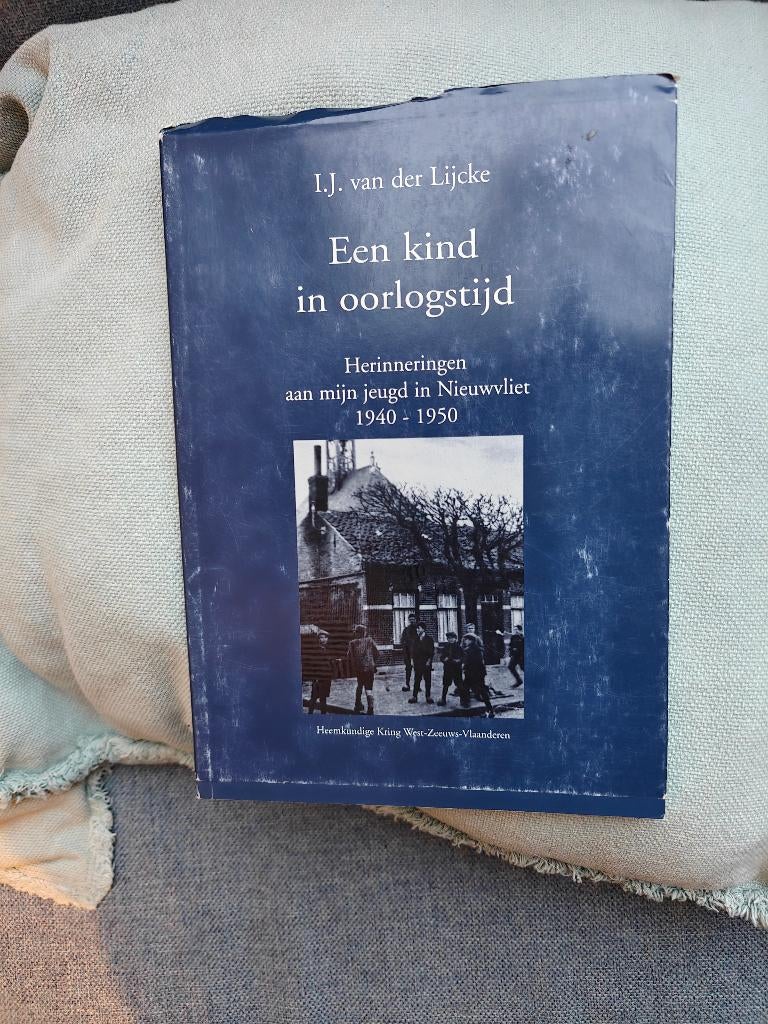 I.J. van der Lijcke
Een kind
in oorlogstijd
Herinneringen
aan mijn jeugd in Nieuwvliet
1940 - 1950
Heemkundige Kring West-Zeeuws-Vlaanderen